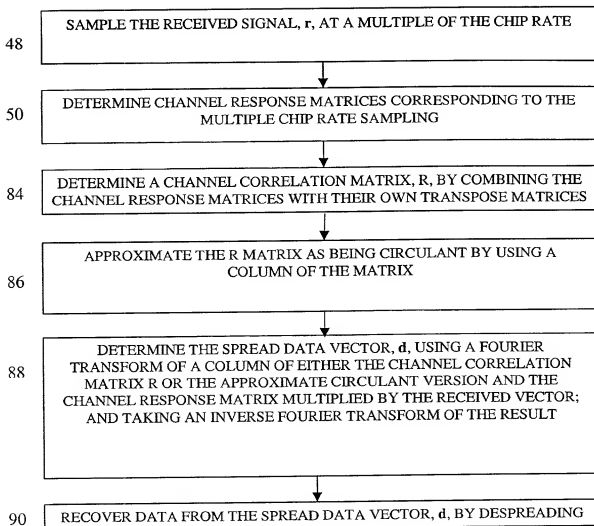 SAMPLE THE RECEIVED SIGNAL, r, AT A MULTIPLE OF THE CHIP RATE
48
DETERMINE CHANNEL RESPONSE MATRICES CORRESPONDING TO THE
MULTIPLE CHIP RATE SAMPLING
50
DETERMINE A CHANNEL CORRELATION MATRIX, R, BY COMBINING THE
CHANNEL RESPONSE MATRICES WITH THEIR OWN TRANSPOSE MATRICES
84
APPROXIMATE THE R MATRIX AS BEING CIRCULANT BY USING A
COLUMN OF THE MATRIX
86
DETERMINE THE SPREAD DATA VECTOR, d, USING A FOURIER
TRANSFORM OF A COLUMN OF EITHER THE CHANNEL CORRELATION
MATRIX R OR THE APPROXIMATE CIRCULANT VERSION AND THE
CHANNEL RESPONSE MATRIX MULTIPLIED BY THE RECEIVED VECTOR;
AND TAKING AN INVERSE FOURIER TRANSFORM OF THE RESULT
88
RECOVER DATA FROM THE SPREAD DATA VECTOR, d, BY DESPREADING
90